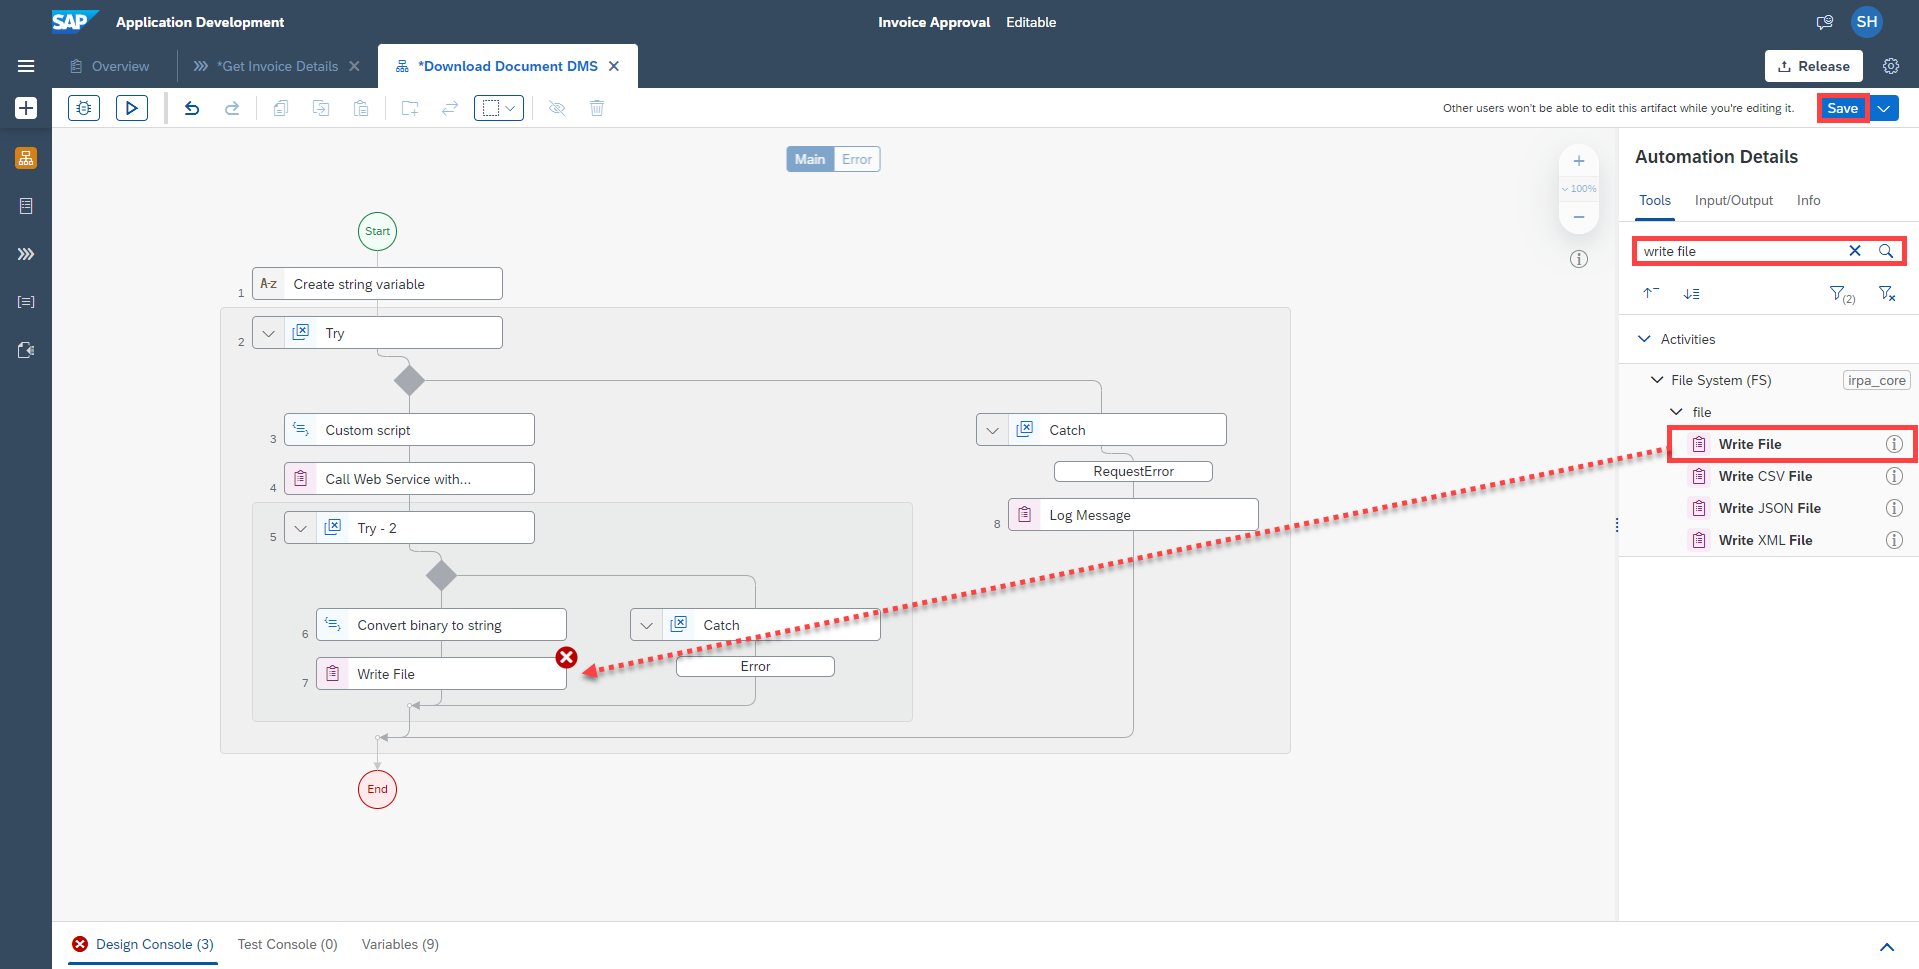 SAP Application Development
Invoice Approval Editable
SH
Overview
*Get Invoice Details
*Download Document DMS
Release
Other users won't be able to edit this artifact while you're editing it.
Save
Main Error
100%
Start
1 A-z Create string variable
2 Try
3 Custom script
4 Call Web Service with...
5 Try - 2
6 Convert binary to string
7 Write File
Catch
Error
Catch
RequestError
8 Log Message
End
Automation Details
Tools Input/Output Info
write file
(2)
Activities
File System (FS) irpa_core
file
Write File
Write CSV File
Write JSON File
Write XML File
Design Console (3) Test Console (0) Variables (9)